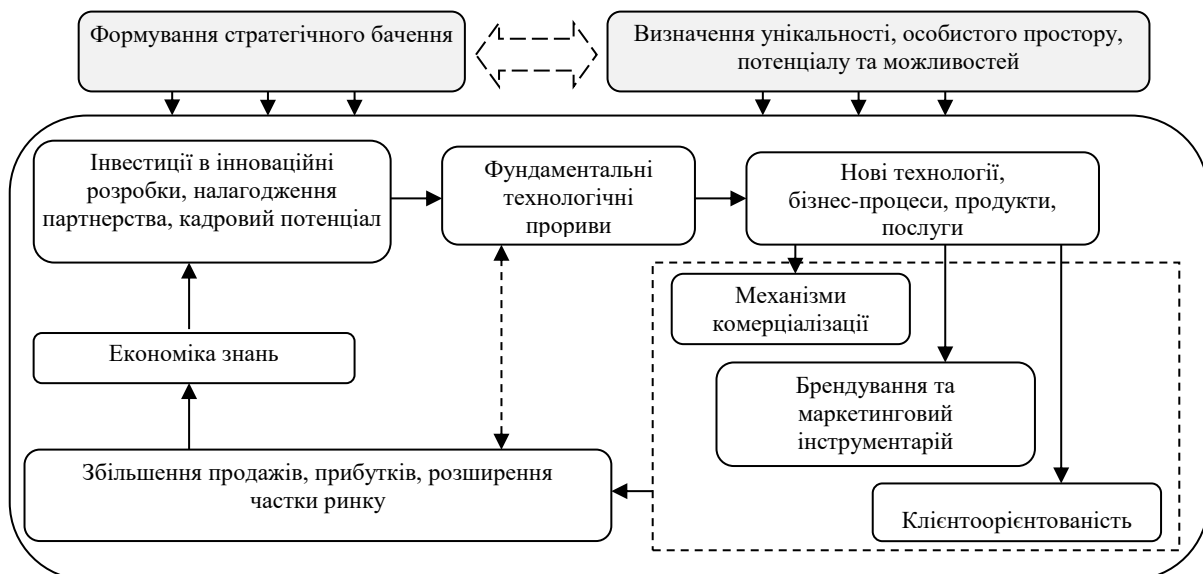 Формування стратегічного бачення
Визначення унікальності, особистого простору,
потенціалу та можливостей
Інвестиції в інноваційні
розробки, налагодження
партнерства, кадровий потенціал
Фундаментальні
технологічні
прориви
Нові технології,
бізнес-процеси, продукти,
послуги
Механізми
комерціалізації
Економіка знань
Брендування та
маркетинговий
інструментарій
Збільшення продажів, прибутків, розширення
частки ринку
Клієнтоорієнтованість